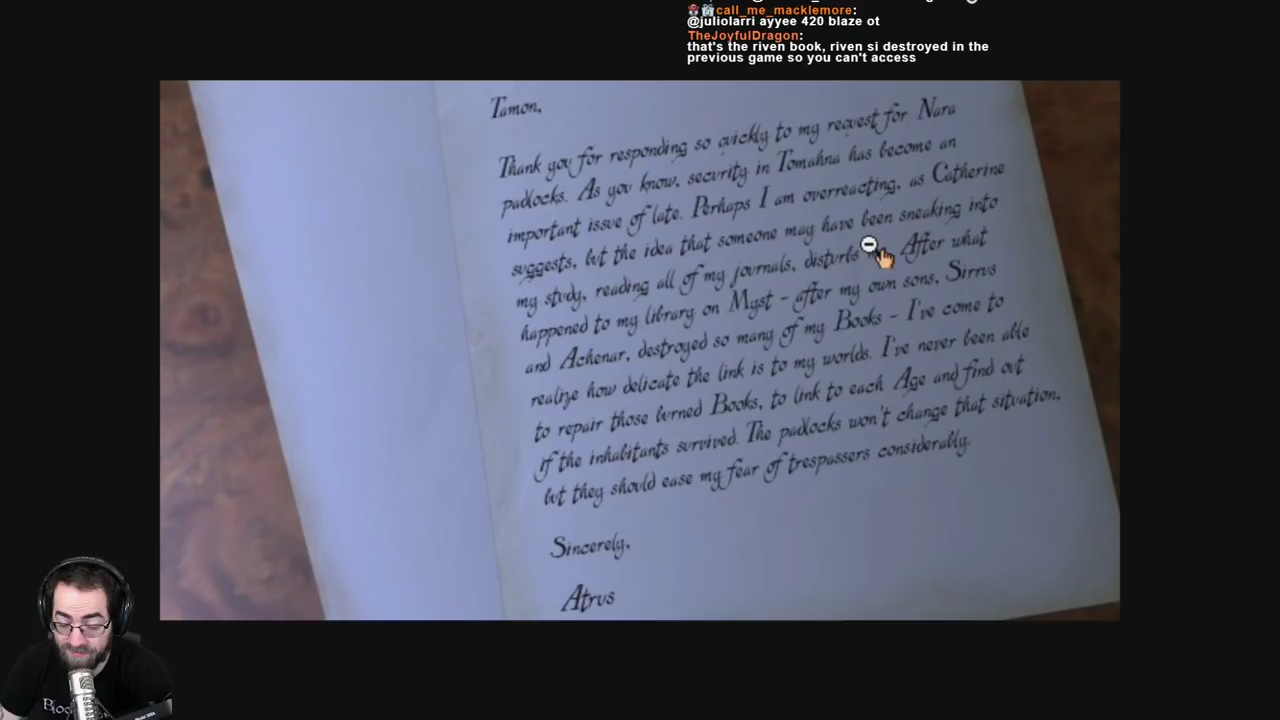 call_me_macklemore:
@juliolarri ayyee 420 blaze ot
TheJoyfulDragon:
that's the riven book, riven si destroyed in the
previous game so you can't access
Tamon,
Thank you for responding so quickly to my request for Nara
padlocks. As you know, security in Tomahna has become an
important issue of late. Perhaps I am overreacting, as Catherine
suggests, but the idea that someone may have been sneaking into
my study, reading all of my journals, disturbs After what
happened to my library on Myst - after my own sons, Sirrus
and Achenar, destroyed so many of my Books - I've come to
realize how delicate the link is to my worlds. I've never been able
to repair those burned Books, to link to each Age and find out
if the inhabitants survived. The padlocks won't change that situation,
but they should ease my fear of trespassers considerably.
Sincerely,
Atrus